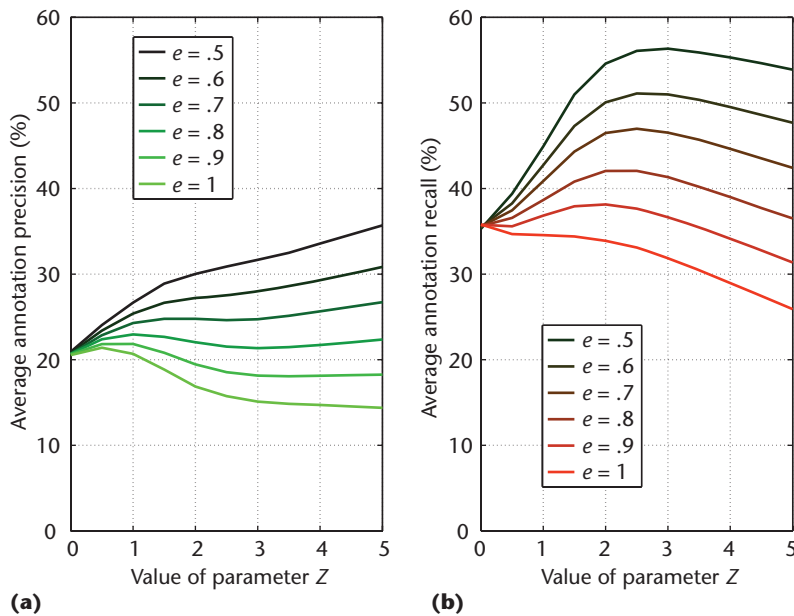 60
50
40
30
20
10
0
Average annotation precision (%)
e = .5
e = .6
e = .7
e = .8
e = .9
e = 1
0 1 2 3 4 5
Value of parameter Z
(a)
60
50
40
30
20
10
0
Average annotation recall (%)
e = .5
e = .6
e = .7
e = .8
e = .9
e = 1
0 1 2 3 4 5
Value of parameter Z
(b)